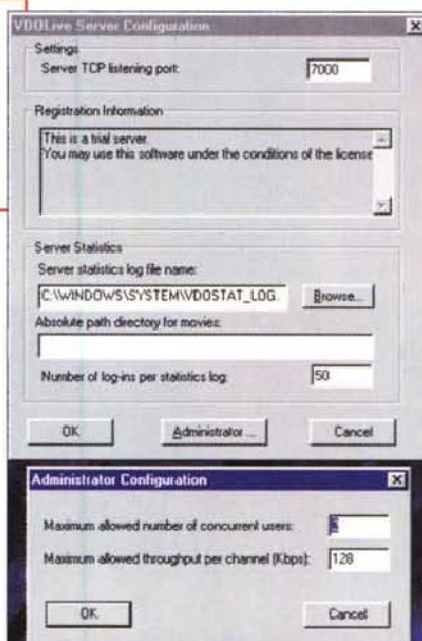 VDOLive Server Configuration
Settings
Server TCP listening port:
7000
Registration Information
This is a trial server.
You may use this software under the conditions of the license
Server Statistics
Server statistics log file name:
C:\WINDOWS\SYSTEM\VDOSTAT_LOG.
Browse...
Absolute path directory for movies:
Number of log-ins per statistics log:
50
OK
Administrator ...
Cancel
Administrator Configuration
Maximum allowed number of concurrent users:
Maximum allowed throughput per channel (Kbps):
128
OK
Cancel